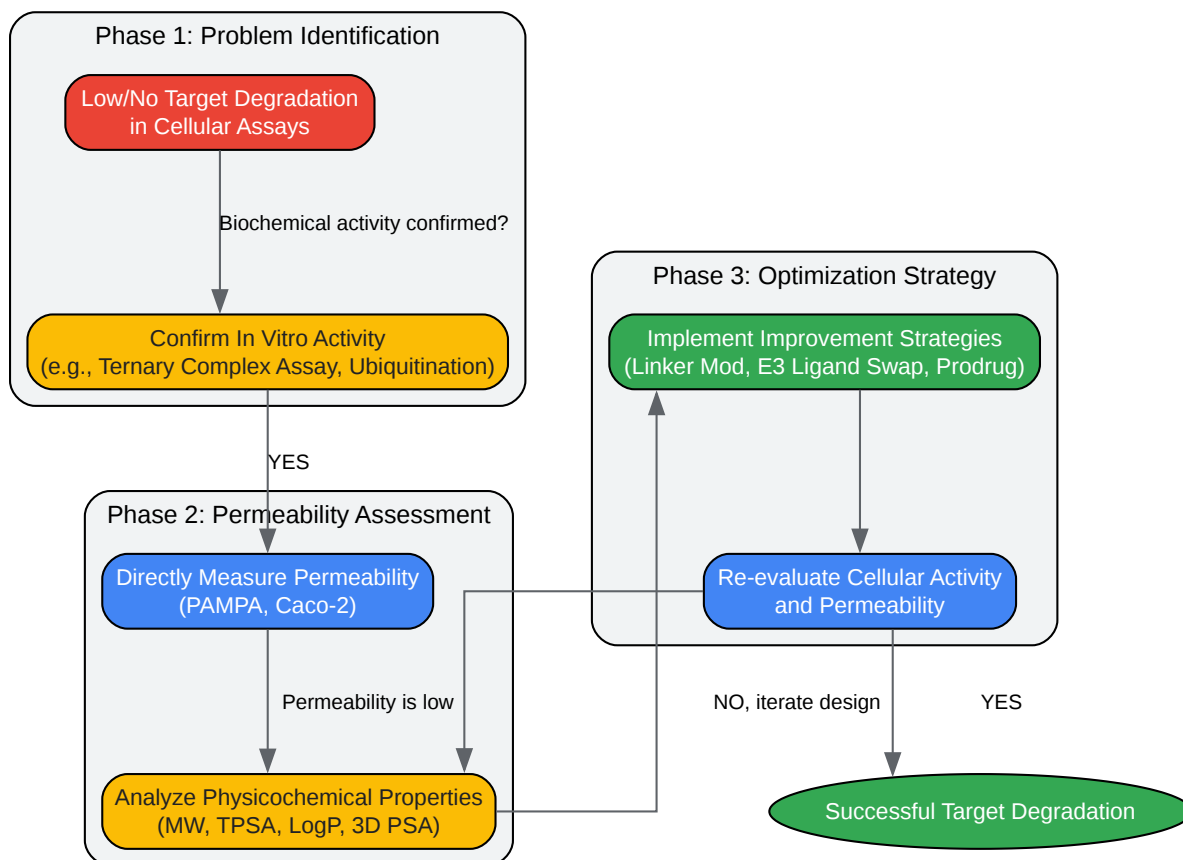 Phase 1: Problem Identification
Low/No Target Degradation
in Cellular Assays
Biochemical activity confirmed?
Confirm In Vitro Activity
(e.g., Ternary Complex Assay, Ubiquitination)
YES
Phase 2: Permeability Assessment
Directly Measure Permeability
(PAMPA, Caco-2)
Permeability is low
Analyze Physicochemical Properties
(MW, TPSA, LogP, 3D PSA)
Phase 3: Optimization Strategy
Implement Improvement Strategies
(Linker Mod, E3 Ligand Swap, Prodrug)
Re-evaluate Cellular Activity
and Permeability
NO, iterate design
YES
Successful Target Degradation